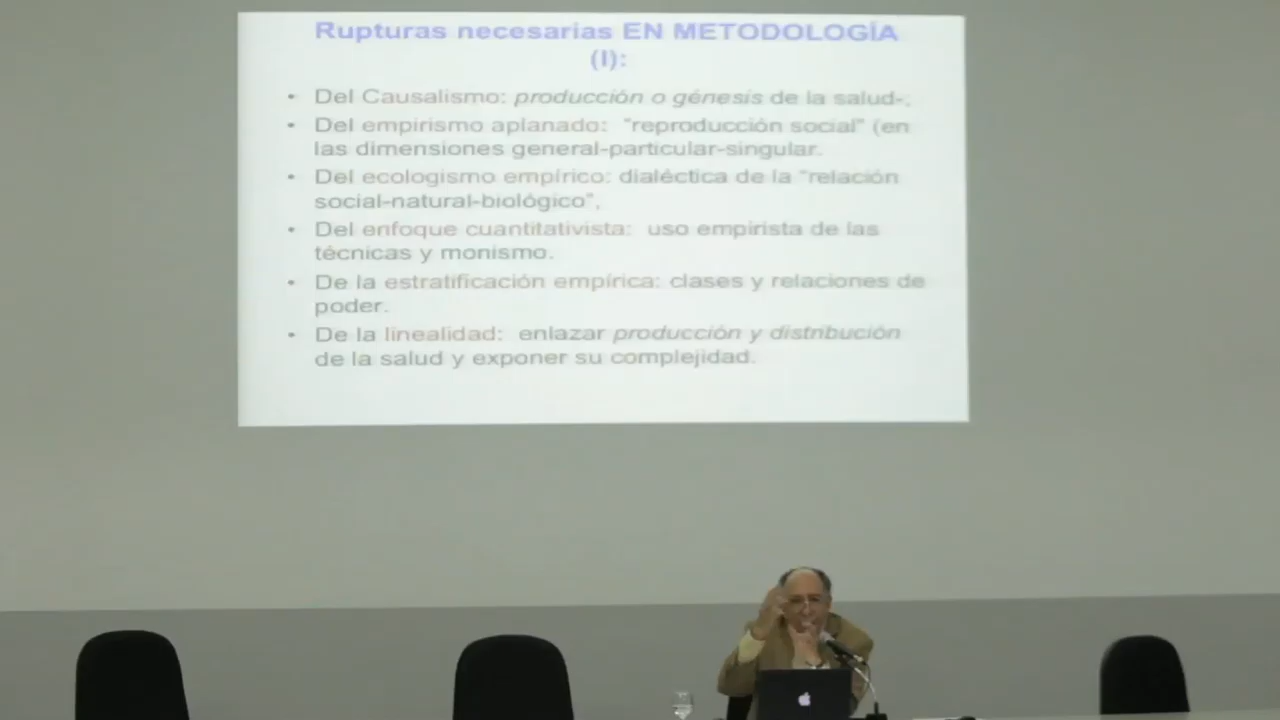 Rupturas necesarias EN METODOLOGÍA
(I):
• Del Causalismo: producción o génesis de la salud-;
• Del empirismo aplanado: "reproducción social" (en
las dimensiones general-particular-singular.
• Del ecologismo empírico: dialéctica de la "relación
social-natural-biológico",
• Del enfoque cuantitativista: uso empirista de las
técnicas y monismo.
• De la estratificación empírica: clases y relaciones de
poder.
• De la linealidad: enlazar producción y distribución
de la salud y exponer su complejidad.